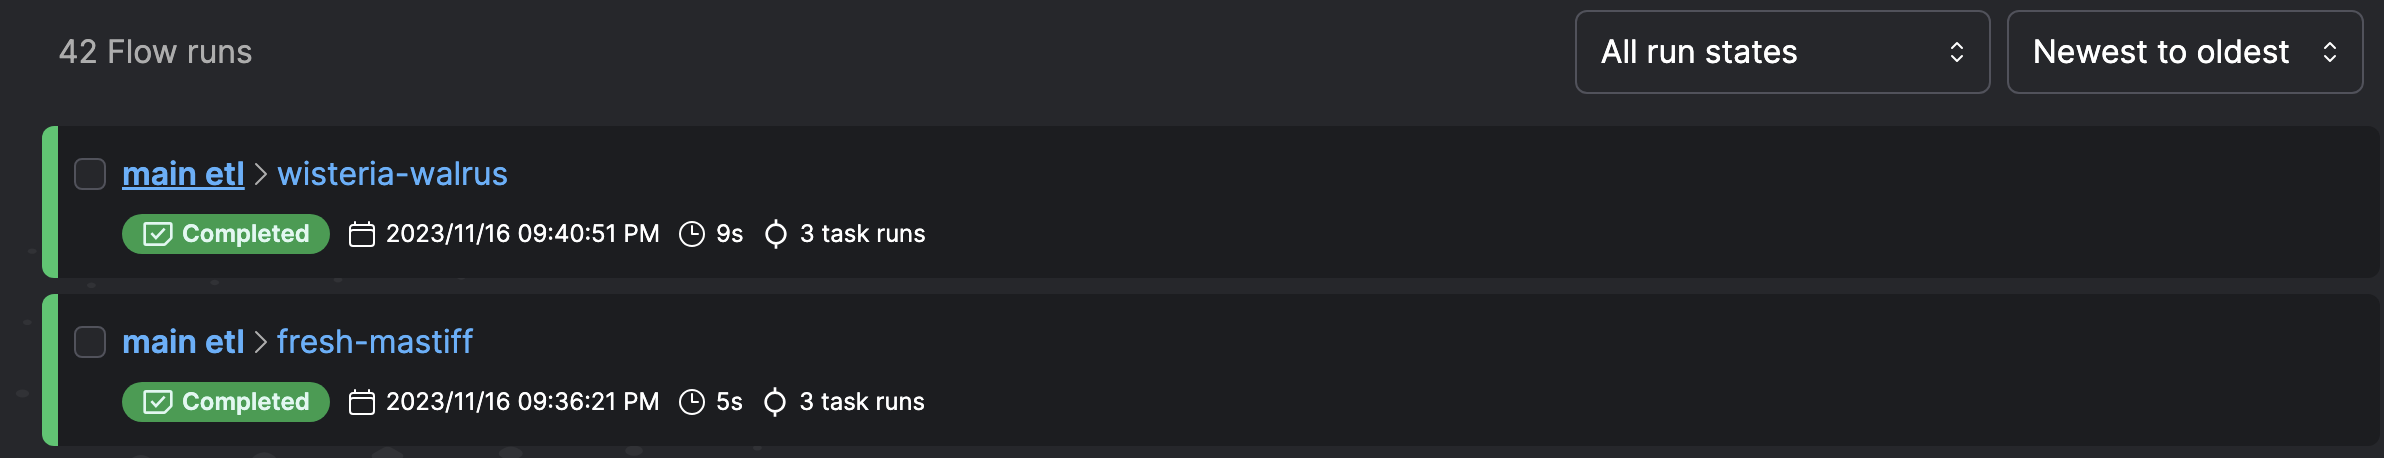 42 Flow runs
All run states
Newest to oldest
main etl > wisteria-walrus
Completed 2023/11/16 09:40:51 PM 9s 3 task runs
main etl > fresh-mastiff
Completed 2023/11/16 09:36:21 PM 5s 3 task runs